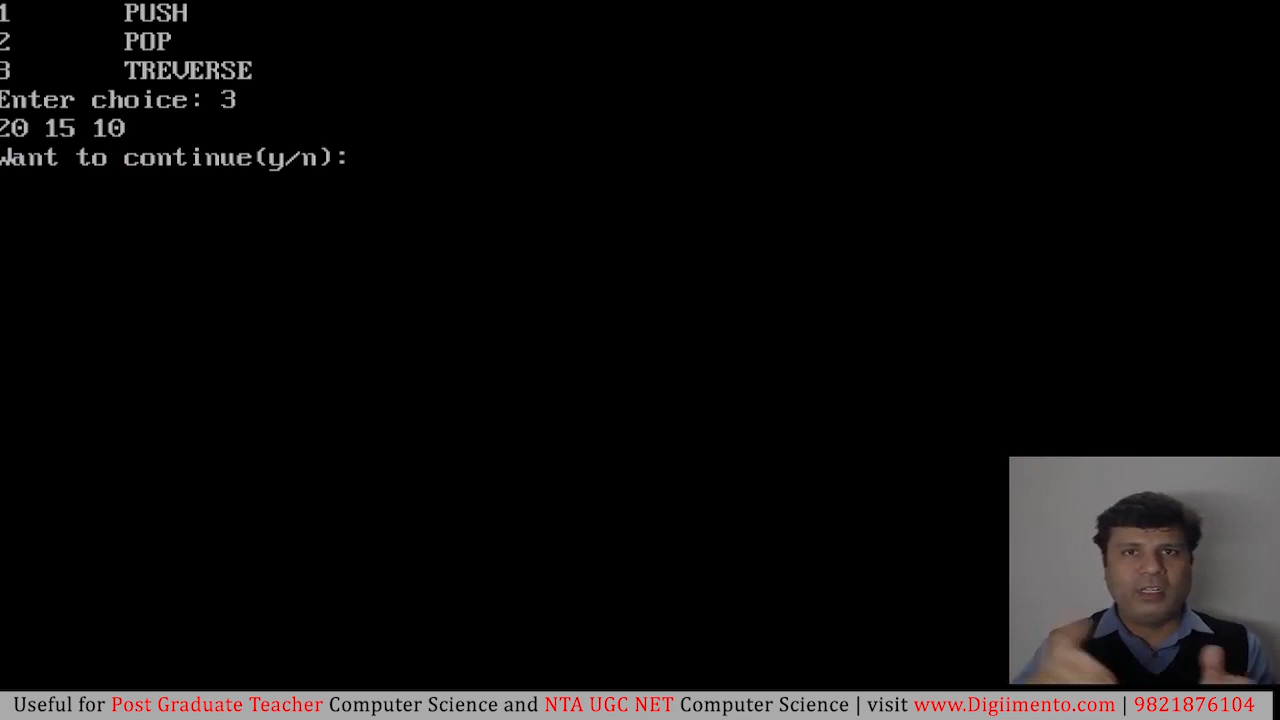 1 PUSH
2 POP
3 TREVERSE
Enter choice: 3
20 15 10
Want to continue(y/n):
Useful for Post Graduate Teacher Computer Science and NTA UGC NET Computer Science | visit www.Digiimento.com | 9821876104